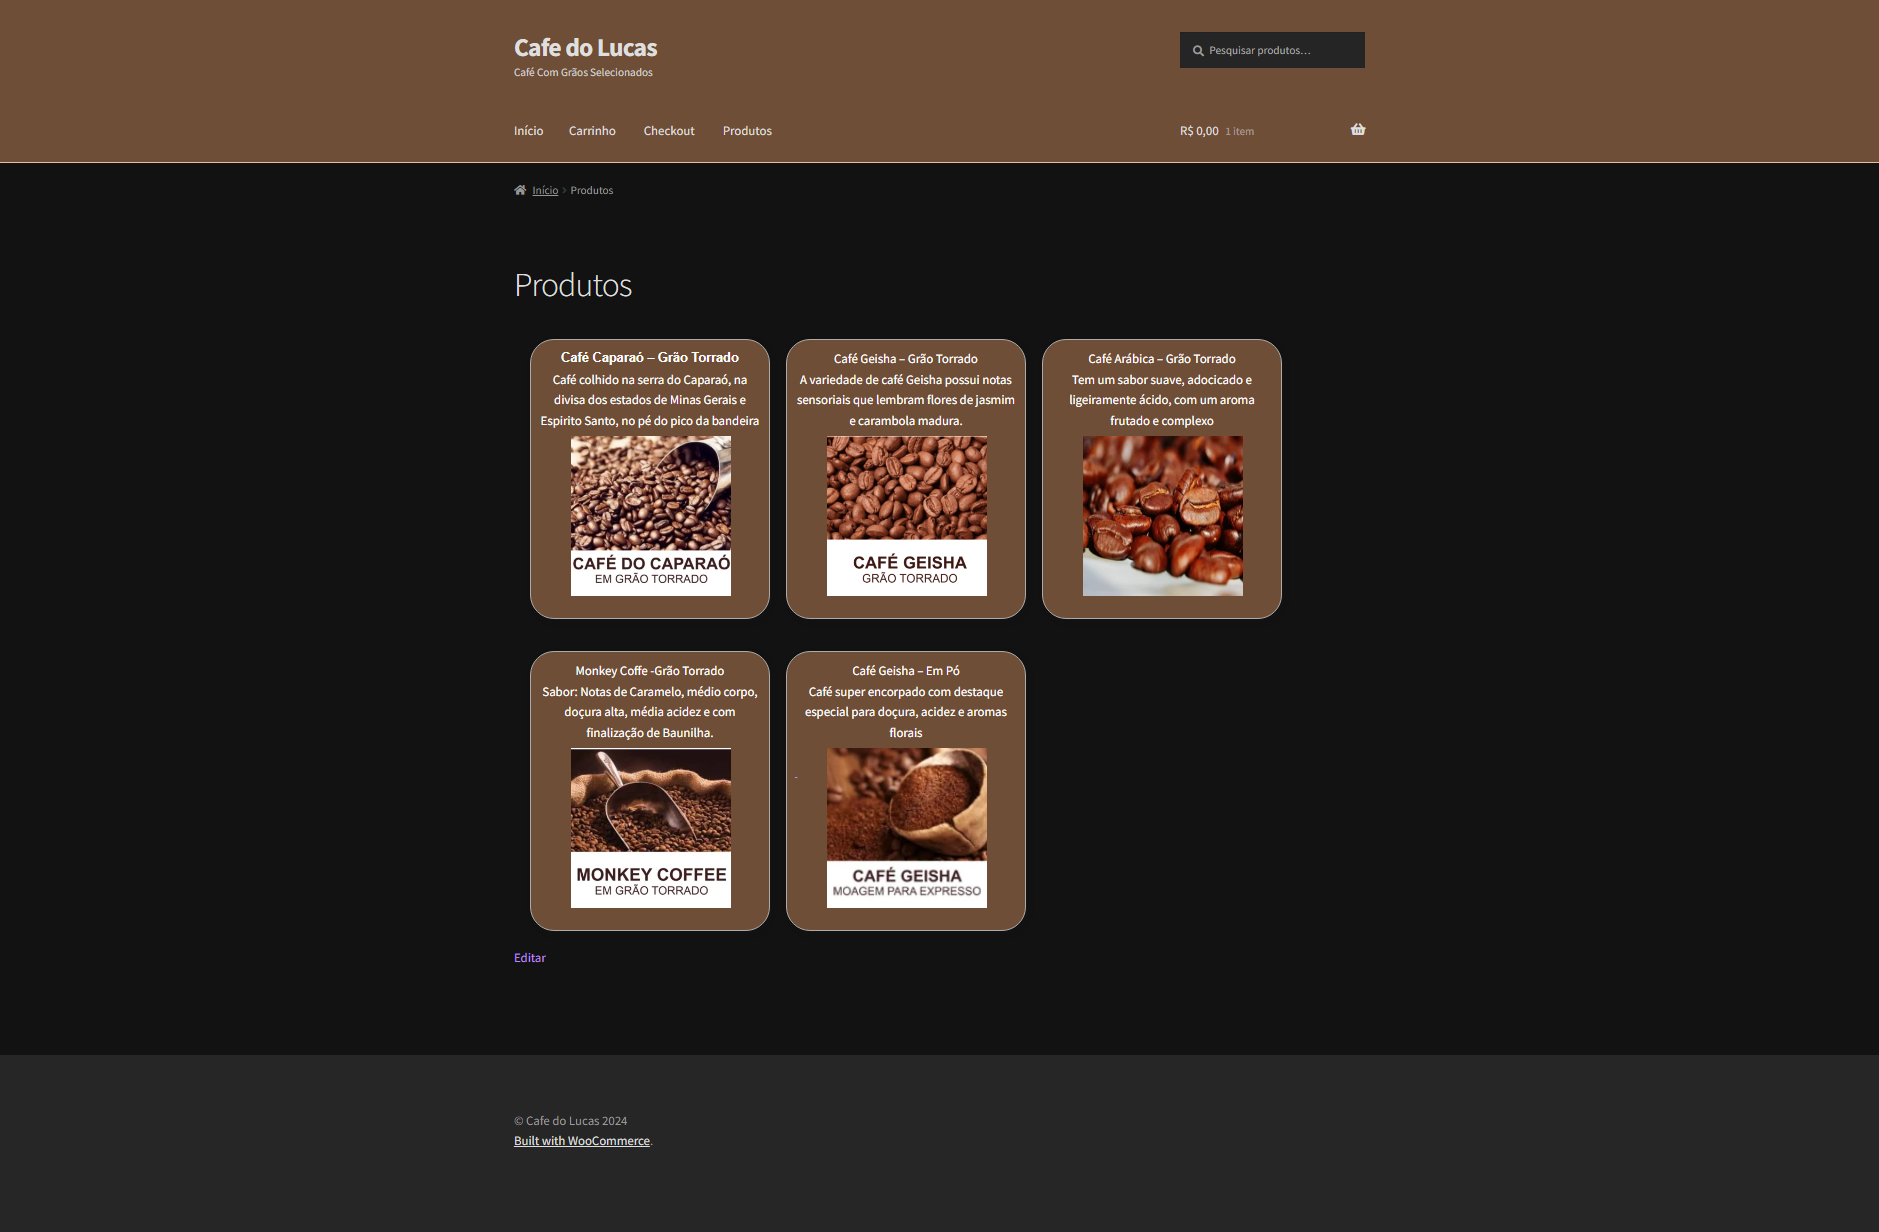 Cafe do Lucas
Café Com Grãos Selecionados
Pesquisar produtos…
Início
Carrinho
Checkout
Produtos
R$ 0,00 1 item
Início Produtos
Produtos
Café Caparaó – Grão Torrado
Café colhido na serra do Caparaó, na
divisa dos estados de Minas Gerais e
Espirito Santo, no pé do pico da bandeira
CAFÉ DO CAPARAÓ
EM GRÃO TORRADO
Café Geisha – Grão Torrado
A variedade de café Geisha possui notas
sensoriais que lembram flores de jasmim
e carambola madura.
CAFÉ GEISHA
GRÃO TORRADO
Café Arábica – Grão Torrado
Tem um sabor suave, adocicado e
ligeiramente ácido, com um aroma
frutado e complexo
Monkey Coffe -Grão Torrado
Sabor: Notas de Caramelo, médio corpo,
doçura alta, média acidez e com
finalização de Baunilha.
MONKEY COFFEE
EM GRÃO TORRADO
Café Geisha – Em Pó
Café super encorpado com destaque
especial para doçura, acidez e aromas
florais
-
CAFÉ GEISHA
MOAGEM PARA EXPRESSO
Editar
© Cafe do Lucas 2024
Built with WooCommerce.